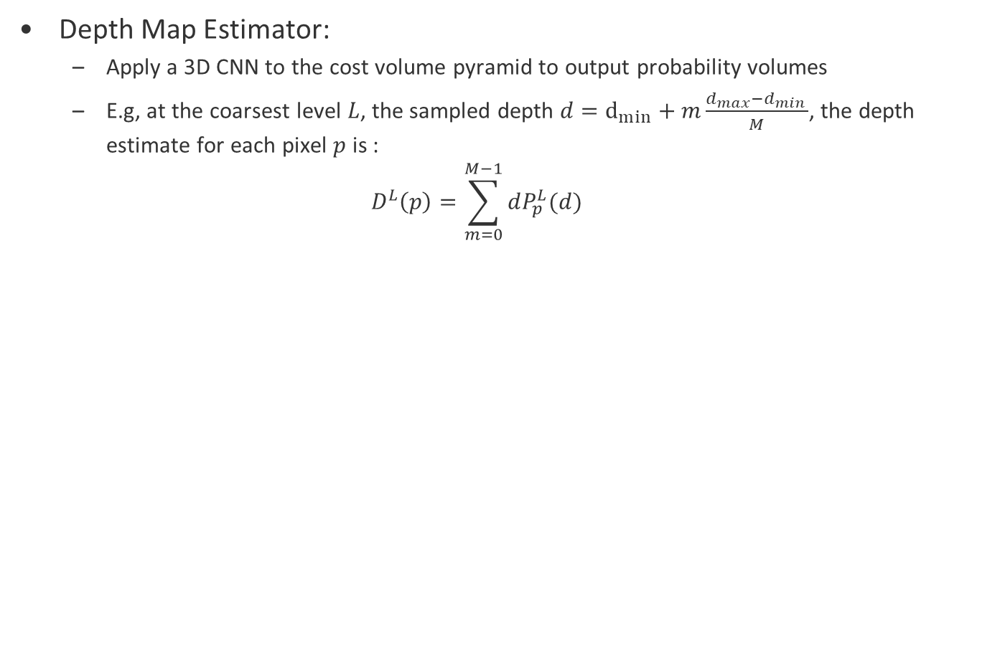 • Depth Map Estimator:
– Apply a 3D CNN to the cost volume pyramid to output probability volumes
– E.g, at the coarsest level $L$, the sampled depth $d = \mathrm{d}_{\min} + m\frac{d_{max}-d_{min}}{M}$, the depth
estimate for each pixel $p$ is :
$D^L(p) = \sum_{m=0}^{M-1} dP_p^L(d)$